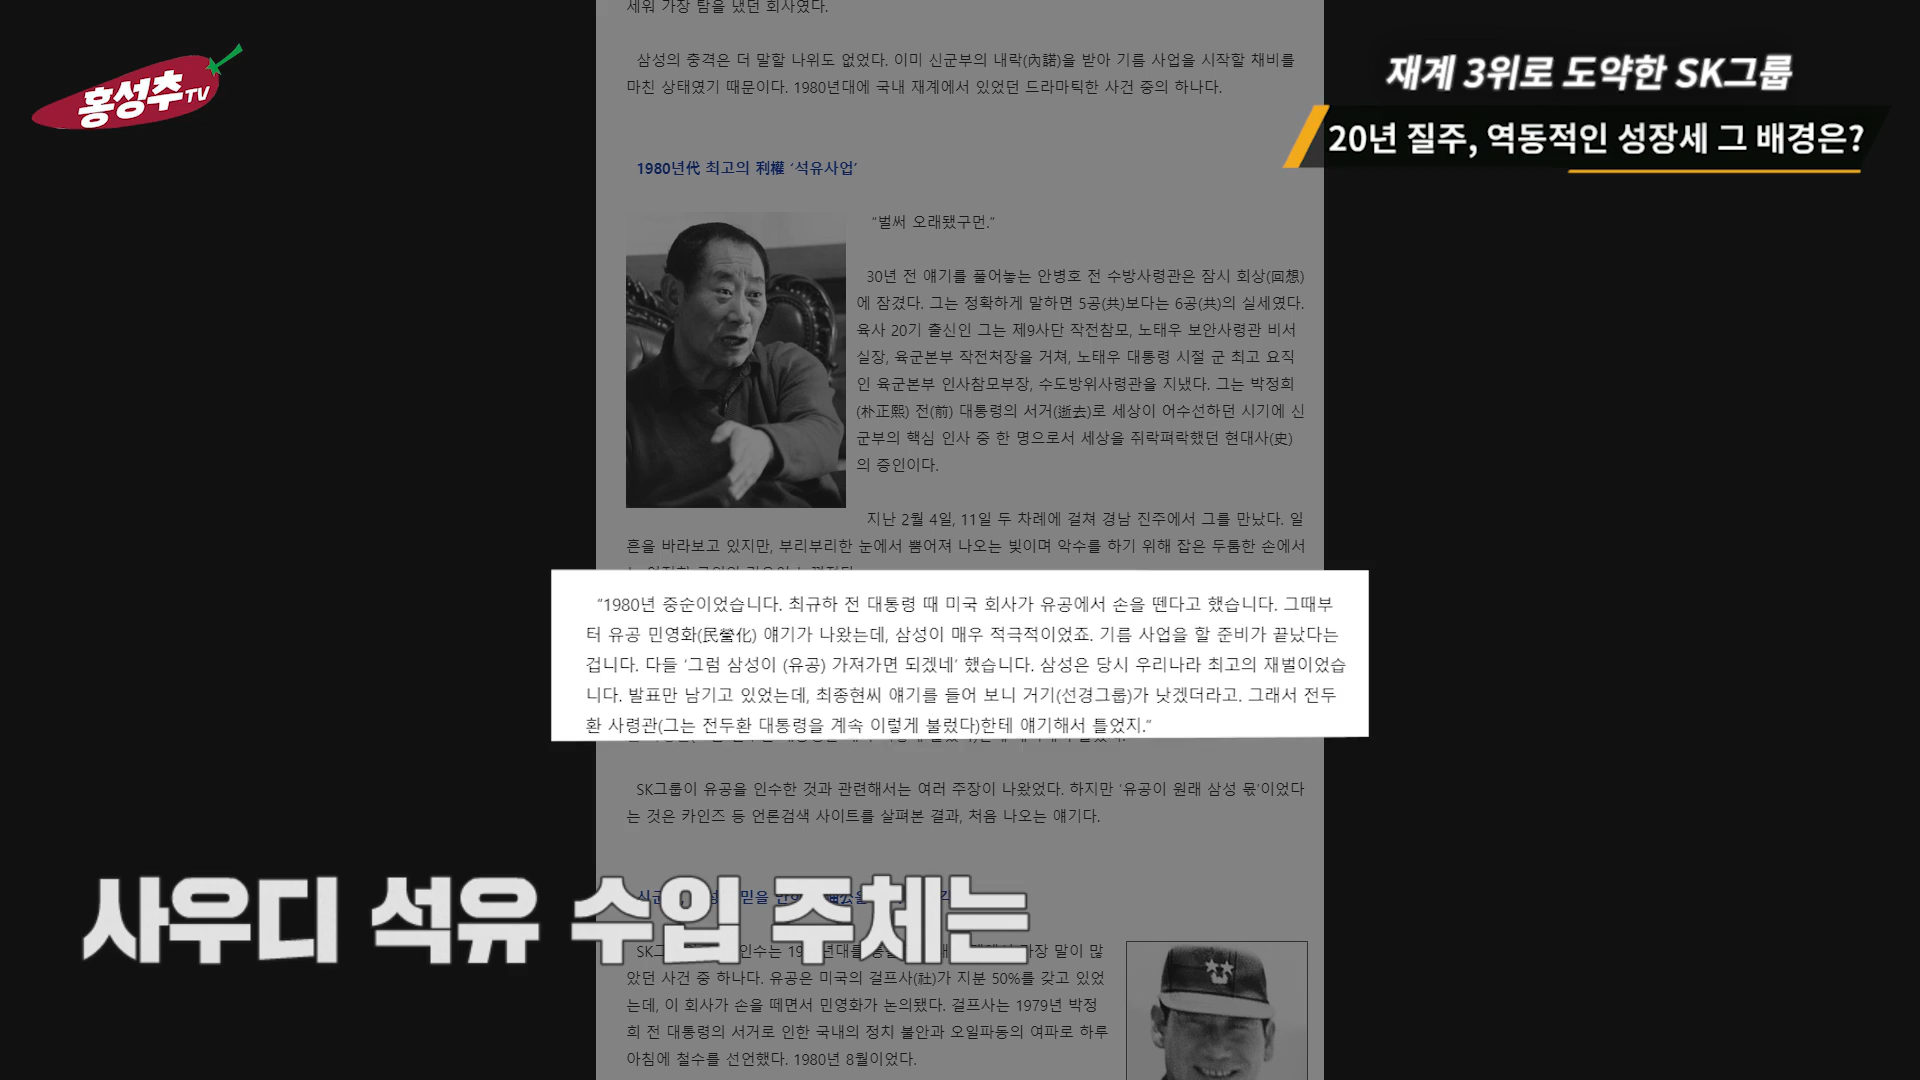 세워 가장 탐을 냈던 회사였다.
삼성의 충격은 더 말할 나위도 없었다. 이미 신군부의 내락(內諾)을 받아 기름 사업을 시작할 채비를
마친 상태였기 때문이다. 1980년대에 국내 재계에서 있었던 드라마틱한 사건 중의 하나다.
홍성추TV
재계 3위로 도약한 SK그룹
20년 질주, 역동적인 성장세 그 배경은?
1980년代 최고의 利權 ‘석유사업’
“벌써 오래됐구먼.”
30년 전 얘기를 풀어놓는 안병호 전 수방사령관은 잠시 회상(回想)
에 잠겼다. 그는 정확하게 말하면 5공(共)보다는 6공(共)의 실세였다.
육사 20기 출신인 그는 제9사단 작전참모, 노태우 보안사령관 비서
실장, 육군본부 작전처장을 거쳐, 노태우 대통령 시절 군 최고 요직
인 육군본부 인사참모부장, 수도방위사령관을 지냈다. 그는 박정희
(朴正熙) 전(前) 대통령의 서거(逝去)로 세상이 어수선하던 시기에 신
군부의 핵심 인사 중 한 명으로서 세상을 쥐락펴락했던 현대사(史)
의 증인이다.
지난 2월 4일, 11일 두 차례에 걸쳐 경남 진주에서 그를 만났다. 일
흔을 바라보고 있지만, 부리부리한 눈에서 뿜어져 나오는 빛이며 악수를 하기 위해 잡은 두툼한 손에서
“1980년 중순이었습니다. 최규하 전 대통령 때 미국 회사가 유공에서 손을 뗀다고 했습니다. 그때부
터 유공 민영화(民營化) 얘기가 나왔는데, 삼성이 매우 적극적이었죠. 기름 사업을 할 준비가 끝났다는
겁니다. 다들 ‘그럼 삼성이 (유공) 가져가면 되겠네’ 했습니다. 삼성은 당시 우리나라 최고의 재벌이었습
니다. 발표만 남기고 있었는데, 최종현씨 얘기를 들어 보니 거기(선경그룹)가 낫겠더라고. 그래서 전두
환 사령관(그는 전두환 대통령을 계속 이렇게 불렀다)한테 얘기해서 틀었지.”
SK그룹이 유공을 인수한 것과 관련해서는 여러 주장이 나왔었다. 하지만 ‘유공이 원래 삼성 몫’이었다
는 것은 카인즈 등 언론검색 사이트를 살펴본 결과, 처음 나오는 얘기다.
사우디 석유 수입 주체는
인수는
가장 말이 많
았던 사건 중 하나다. 유공은 미국의 걸프사(社)가 지분 50%를 갖고 있었
는데, 이 회사가 손을 떼면서 민영화가 논의됐다. 걸프사는 1979년 박정
희 전 대통령의 서거로 인한 국내의 정치 불안과 오일파동의 여파로 하루
아침에 철수를 선언했다. 1980년 8월이었다.